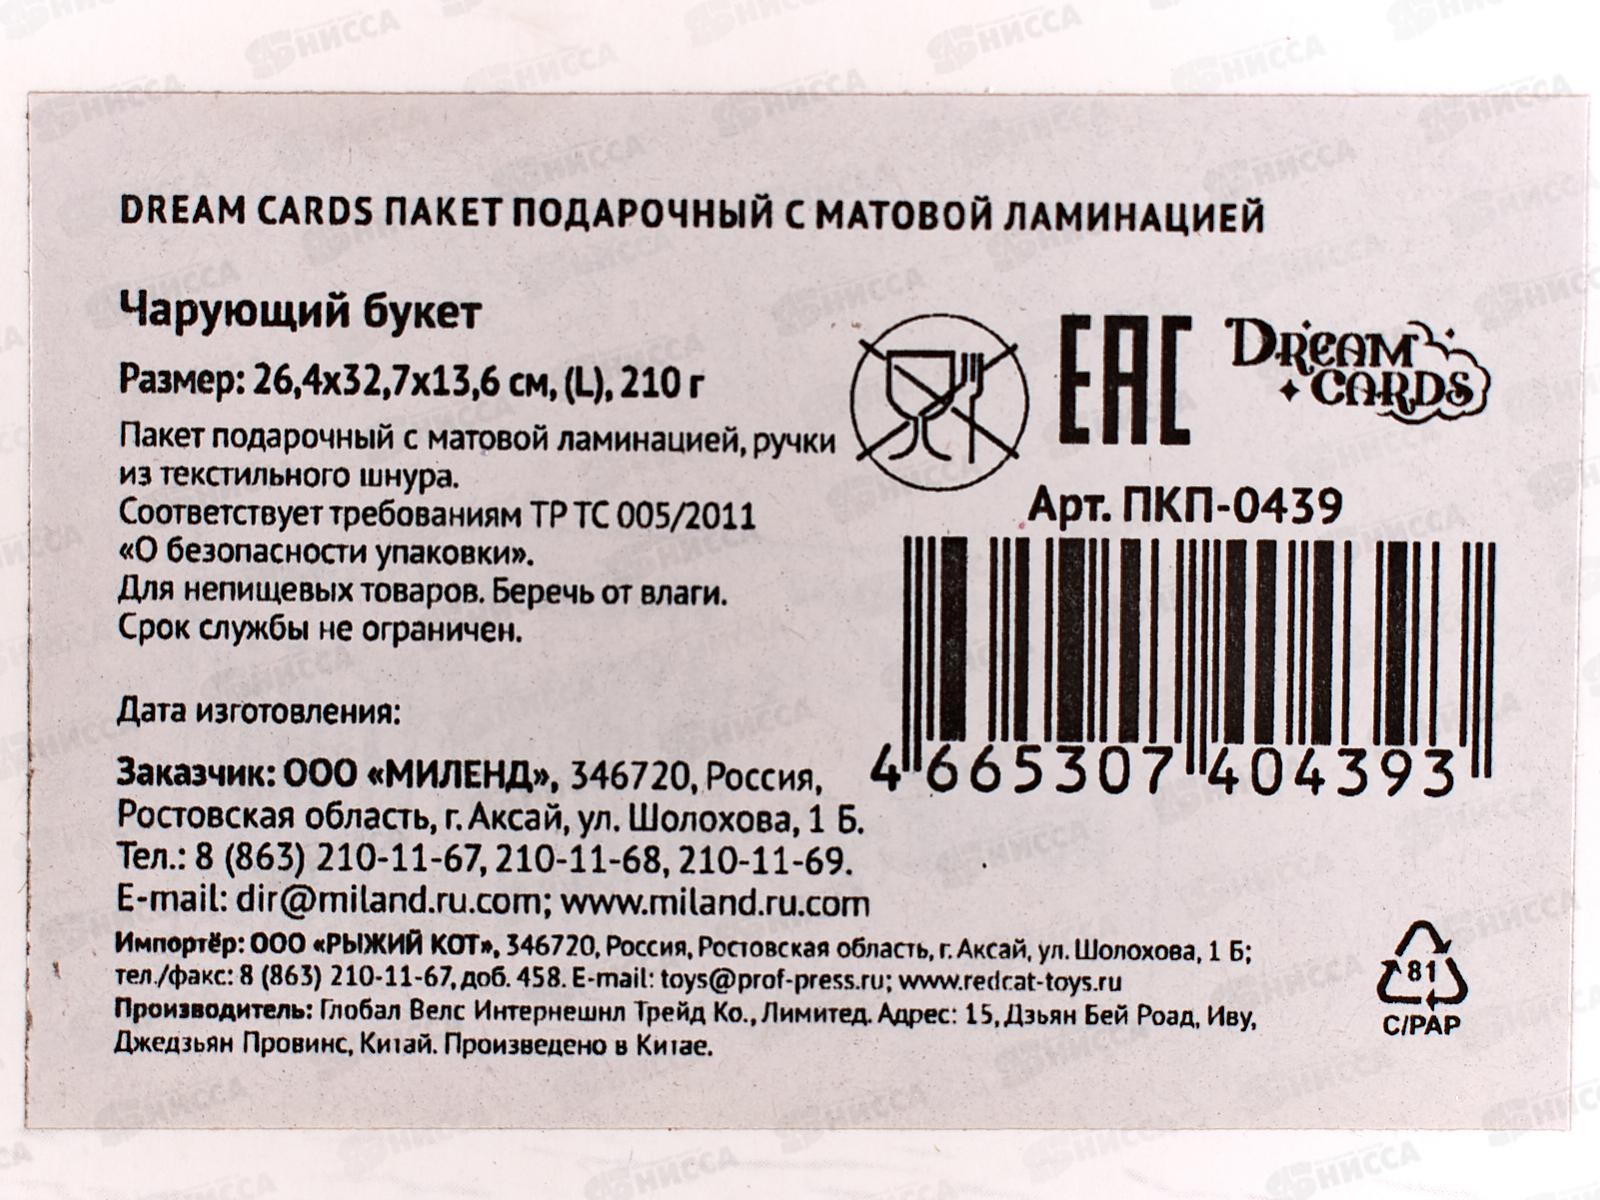 DREAM CARDS ПАКЕТ ПОДАРОЧНЫЙ С МАТОВОЙ ЛАМИНАЦИЕЙ
Чарующий букет
Размер: 26,4х32,7х13,6 см, (L), 210 г
Пакет подарочный с матовой ламинацией, ручки
из текстильного шнура.
Соответствует требованиям ТР ТС 005/2011
«О безопасности упаковки».
Для непищевых товаров. Беречь от влаги.
Срок службы не ограничен.
Дата изготовления:
Заказчик: ООО «МИЛЕНД», 346720, Россия,
Ростовская область, г. Аксай, ул. Шолохова, 1 Б.
Тел.: 8 (863) 210-11-67, 210-11-68, 210-11-69.
E-mail: dir@miland.ru.com; www.miland.ru.com
Импортёр: ООО «РЫЖИЙ КОТ», 346720, Россия, Ростовская область, г. Аксай, ул. Шолохова, 1 Б;
тел./факс: 8 (863) 210-11-67, доб. 458. E-mail: toys@prof-press.ru; www.redcat-toys.ru
Производитель: Глобал Велс Интернешнл Трейд Ко., Лимитед. Адрес: 15, Дзьян Бей Роад, Иву,
Джедзьян Провинс, Китай. Произведено в Китае.
EAC
DREAM
CARDS
Арт. ПКП-0439
4 665307 404393
81
C/PAP
НИССА